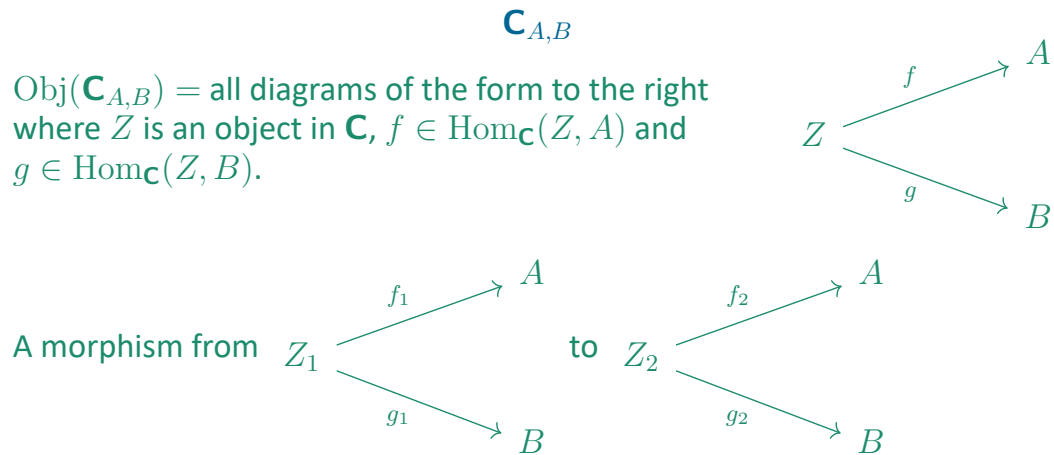 C_{A,B}
Obj(C_{A,B}) = all diagrams of the form to the right
where Z is an object in C, f ∈ Hom_C(Z, A) and
g ∈ Hom_C(Z, B).
A
f
Z
g
B
A
f_1
A morphism from Z_1
g_1
B
to Z_2
A
f_2
g_2
B